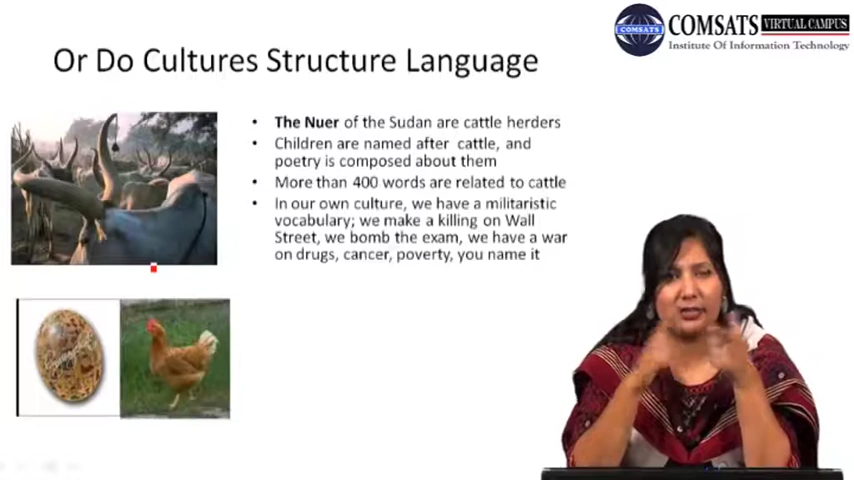 COMSATS VIRTUAL CAMPUS
COMSATS
Institute Of Information Technology
Or Do Cultures Structure Language
• The Nuer of the Sudan are cattle herders
• Children are named after cattle, and
poetry is composed about them
• More than 400 words are related to cattle
• In our own culture, we have a militaristic
vocabulary; we make a killing on Wall
Street, we bomb the exam, we have a war
on drugs, cancer, poverty, you name it